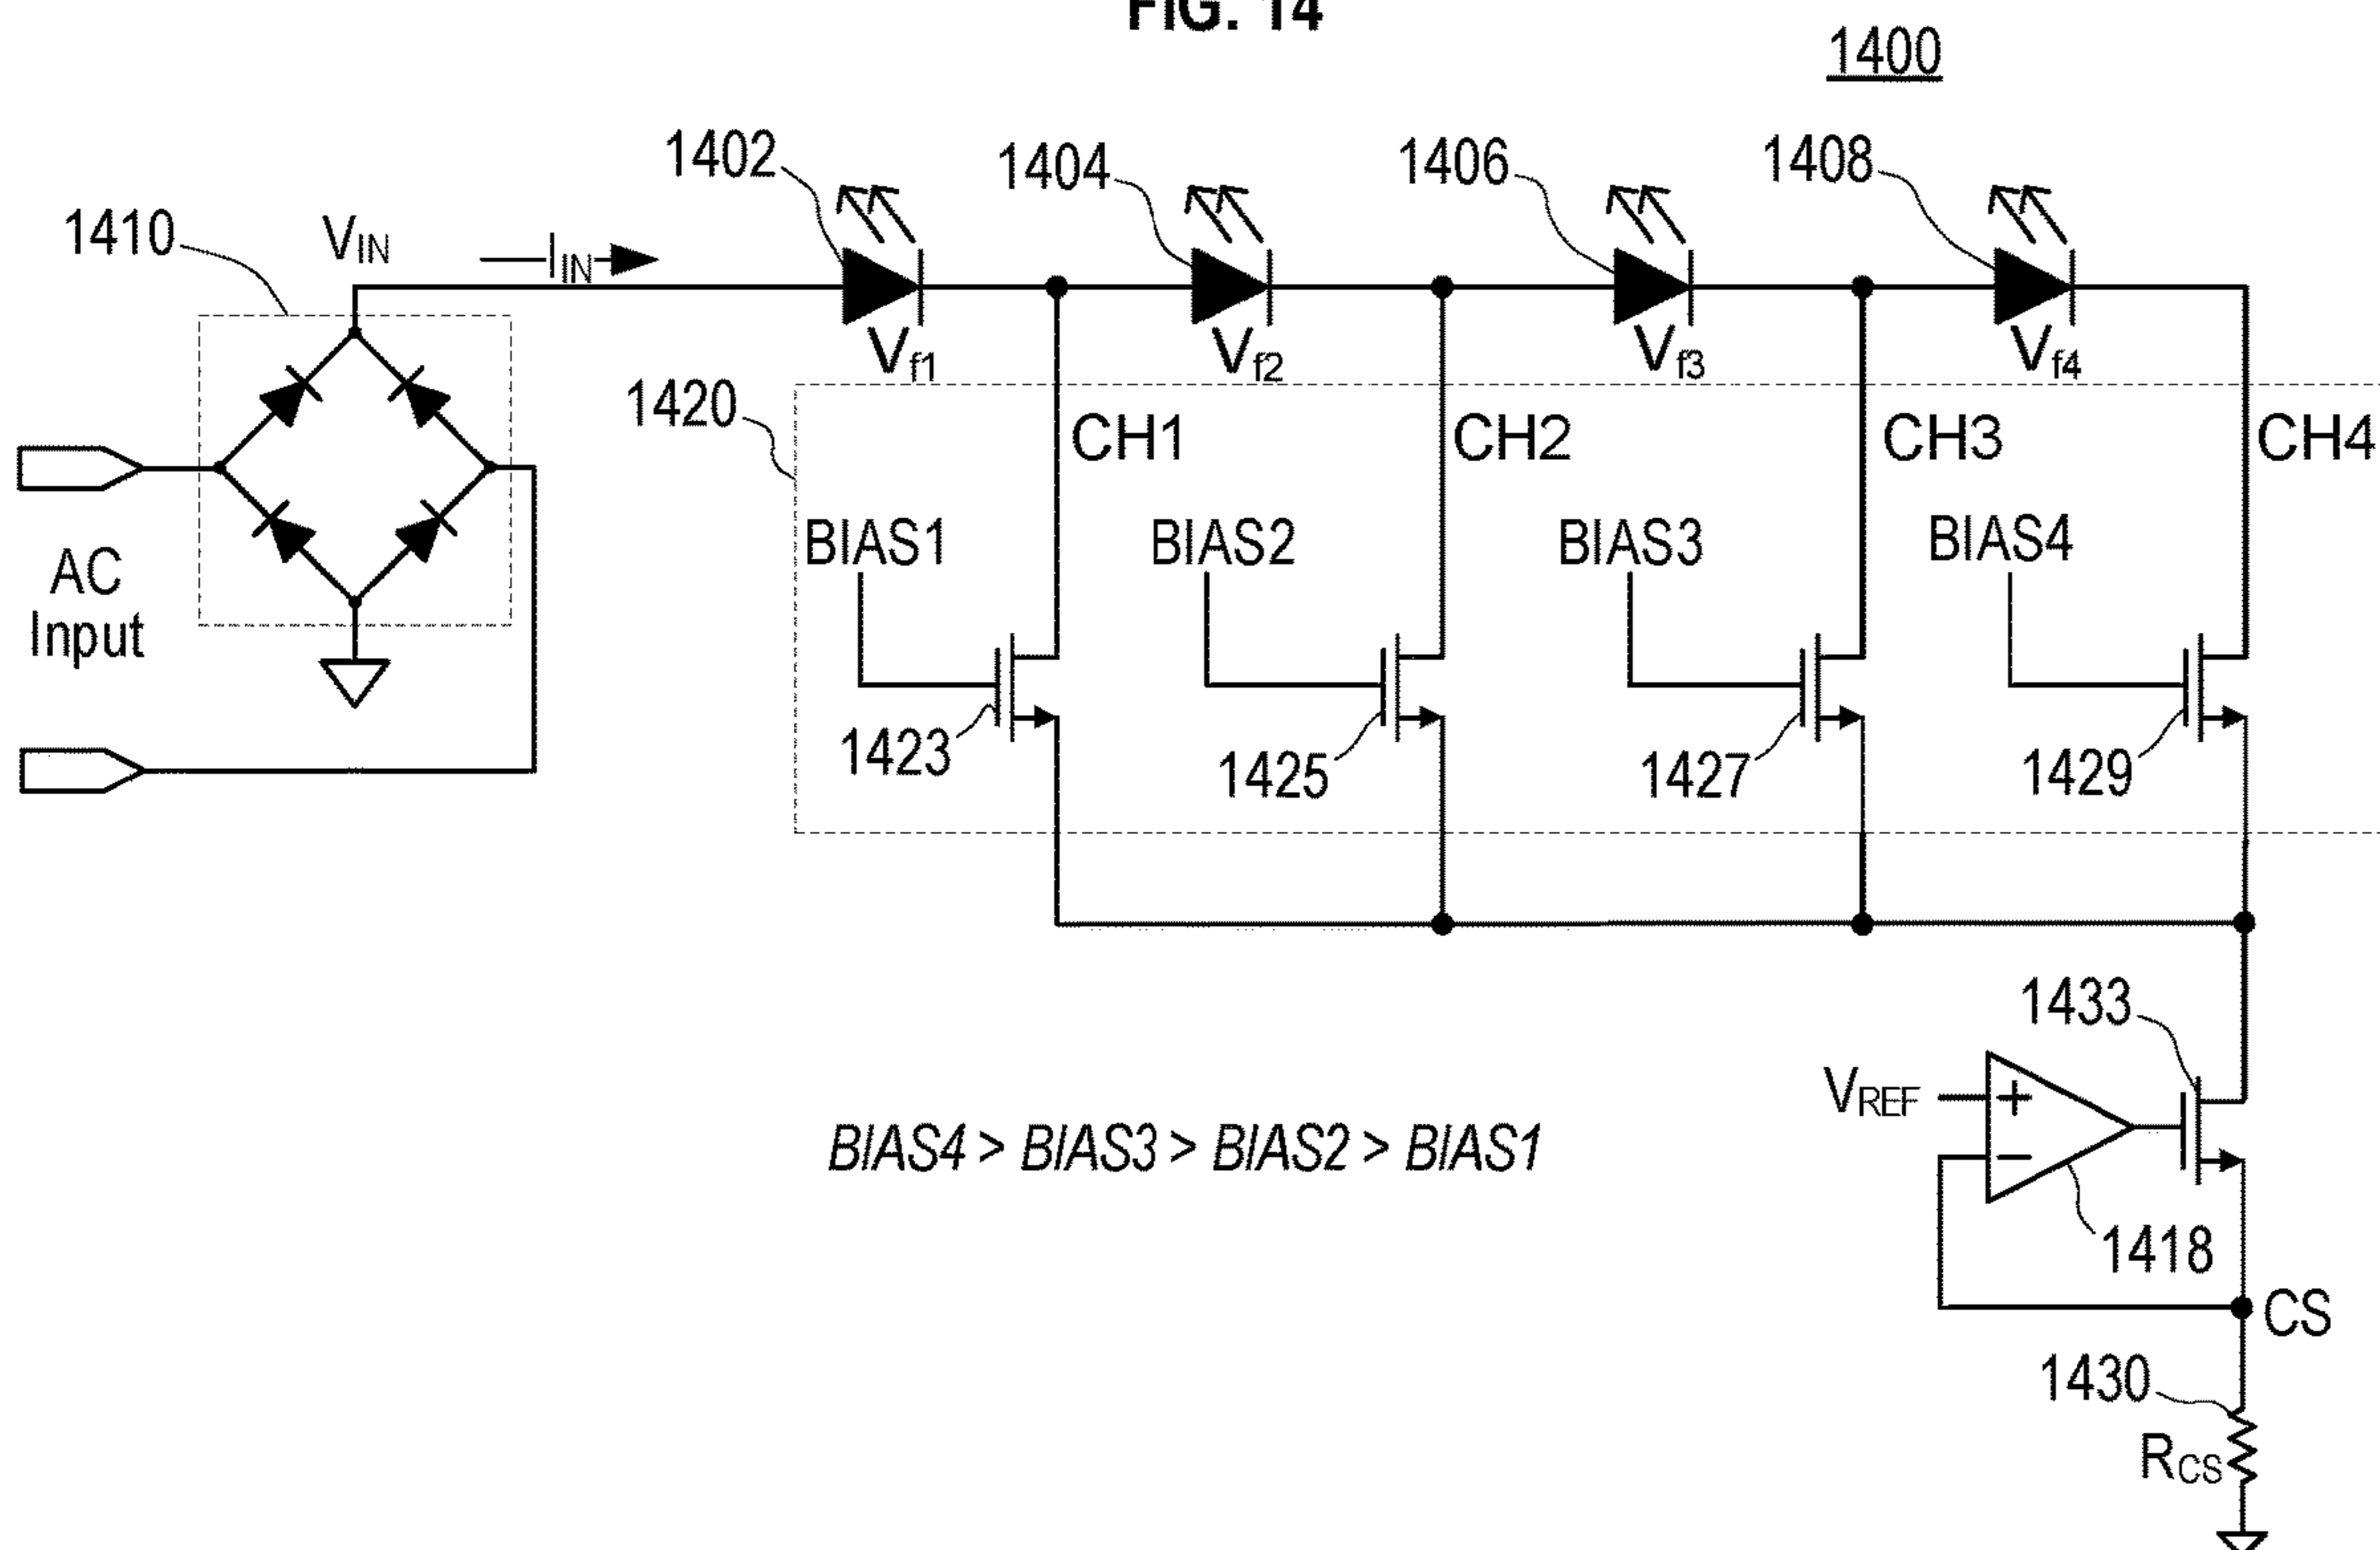 FIG. 14
1400
1402
1404
1406
1408
1410
VIN
IIN
Vf1
Vf2
Vf3
Vf4
1420
CH1
CH2
CH3
CH4
AC
Input
BIAS1
BIAS2
BIAS3
BIAS4
1423
1425
1427
1429
1433
VREF
+
−
BIAS4 > BIAS3 > BIAS2 > BIAS1
1418
CS
1430
RCS